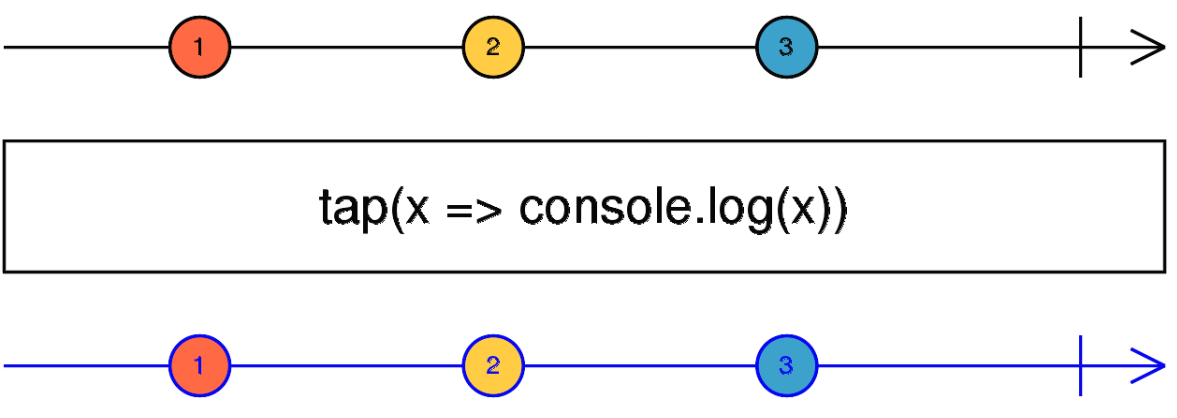 1 2 3
tap(x => console.log(x))
1 2 3